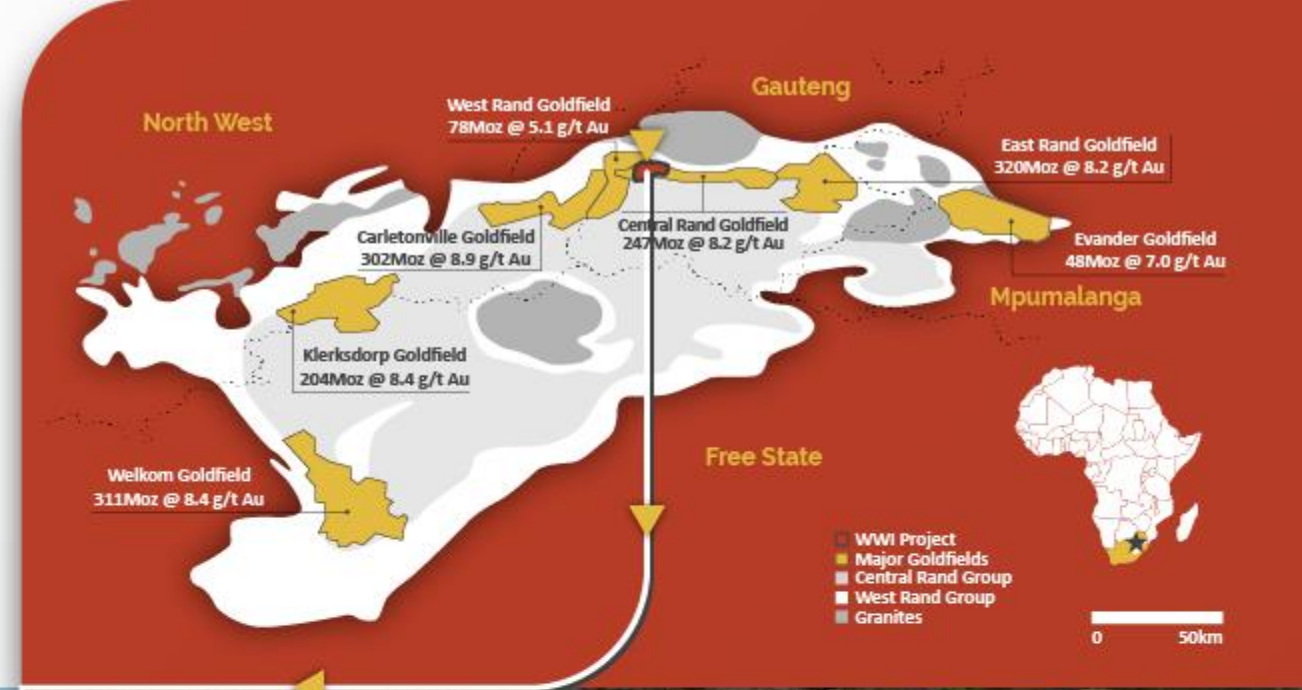 North West
Gauteng
West Rand Goldfield
78Moz @ 5.1 g/t Au
East Rand Goldfield
320Moz @ 8.2 g/t Au
Carletonville Goldfield
302Moz @ 8.9 g/t Au
Central Rand Goldfield
247Moz @ 8.2 g/t Au
Evander Goldfield
48Moz @ 7.0 g/t Au
Mpumalanga
Klerksdorp Goldfield
204Moz @ 8.4 g/t Au
Free State
Welkom Goldfield
311Moz @ 8.4 g/t Au
WWI Project
Major Goldfields
Central Rand Group
West Rand Group
Granites
0 50km